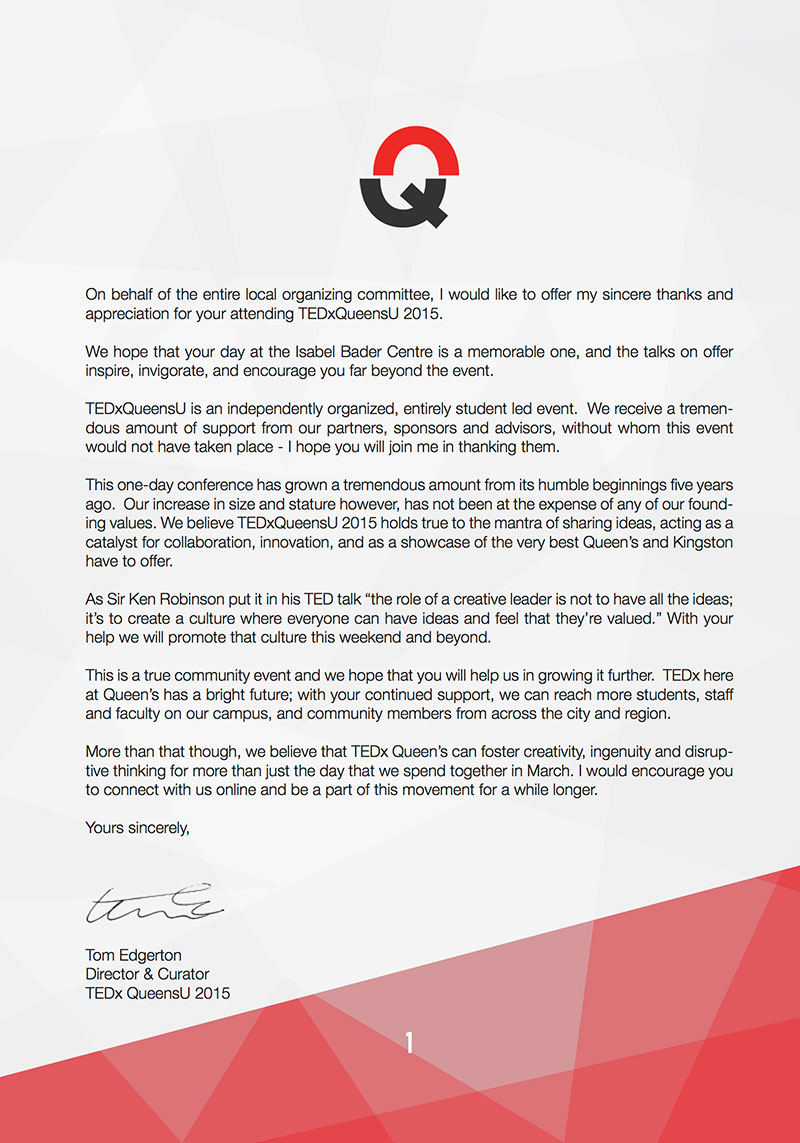 Q
On behalf of the entire local organizing committee, I would like to offer my sincere thanks and
appreciation for your attending TEDxQueensU 2015.
We hope that your day at the Isabel Bader Centre is a memorable one, and the talks on offer
inspire, invigorate, and encourage you far beyond the event.
TEDxQueensU is an independently organized, entirely student led event.  We receive a tremen-
dous amount of support from our partners, sponsors and advisors, without whom this event
would not have taken place - I hope you will join me in thanking them.
This one-day conference has grown a tremendous amount from its humble beginnings five years
ago.  Our increase in size and stature however, has not been at the expense of any of our found-
ing values. We believe TEDxQueensU 2015 holds true to the mantra of sharing ideas, acting as a
catalyst for collaboration, innovation, and as a showcase of the very best Queen’s and Kingston
have to offer.
As Sir Ken Robinson put it in his TED talk “the role of a creative leader is not to have all the ideas;
it’s to create a culture where everyone can have ideas and feel that they’re valued.” With your
help we will promote that culture this weekend and beyond.
This is a true community event and we hope that you will help us in growing it further.  TEDx here
at Queen’s has a bright future; with your continued support, we can reach more students, staff
and faculty on our campus, and community members from across the city and region.
More than that though, we believe that TEDx Queen’s can foster creativity, ingenuity and disrup-
tive thinking for more than just the day that we spend together in March. I would encourage you
to connect with us online and be a part of this movement for a while longer.
Yours sincerely,
Tom Edgerton
Director & Curator
TEDx QueensU 2015
1